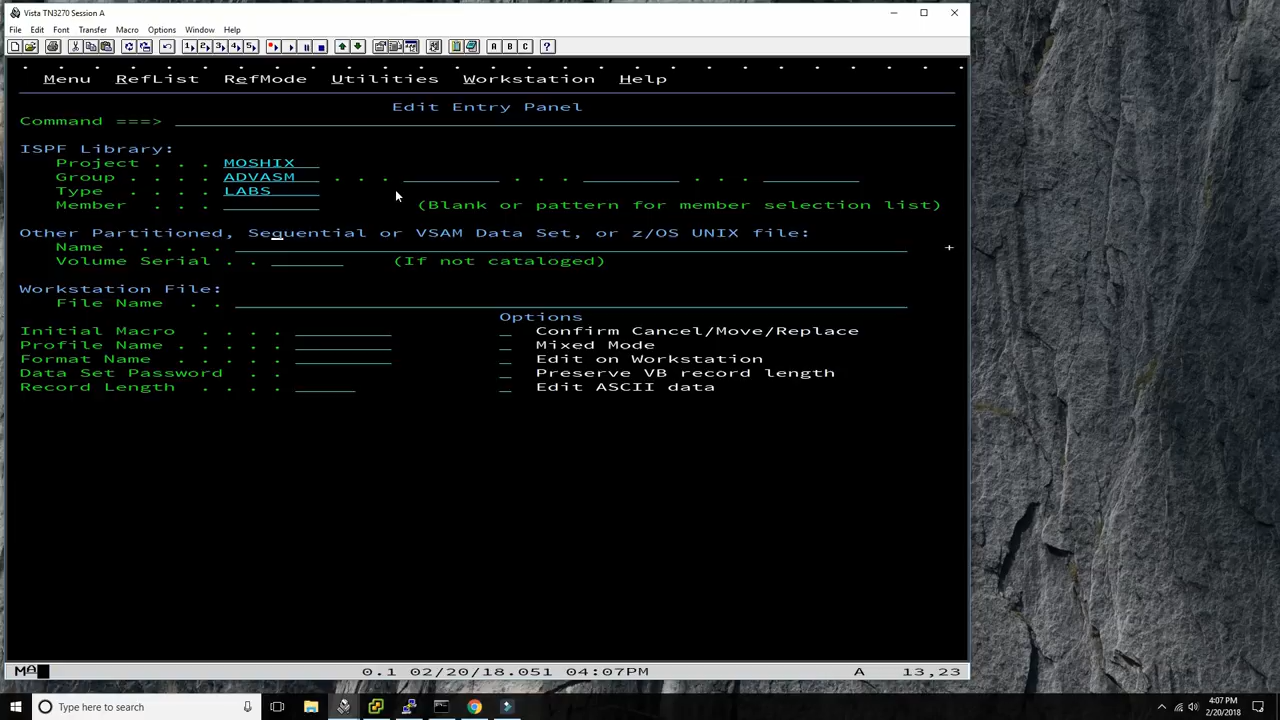 Vista TN3270 Session A
File Edit Font Transfer Macro Options Window Help
Menu RefList RefMode Utilities Workstation Help
Edit Entry Panel
Command ===>
ISPF Library:
Project . . . MOSHIX
Group . . . . ADVASM . . . . . . . . .
Type . . . . LABS
Member . . . (Blank or pattern for member selection list)
Other Partitioned, Sequential or VSAM Data Set, or z/OS UNIX file:
Name . . . . . +
Volume Serial . . (If not cataloged)
Workstation File:
File Name . .
Options
Initial Macro . . . . Confirm Cancel/Move/Replace
Profile Name . . . . . Mixed Mode
Format Name . . . . . Edit on Workstation
Data Set Password . . Preserve VB record length
Record Length . . . . Edit ASCII data
0.1 02/20/18.051 04:07PM A 13,23
Type here to search
4:07 PM
2/20/2018